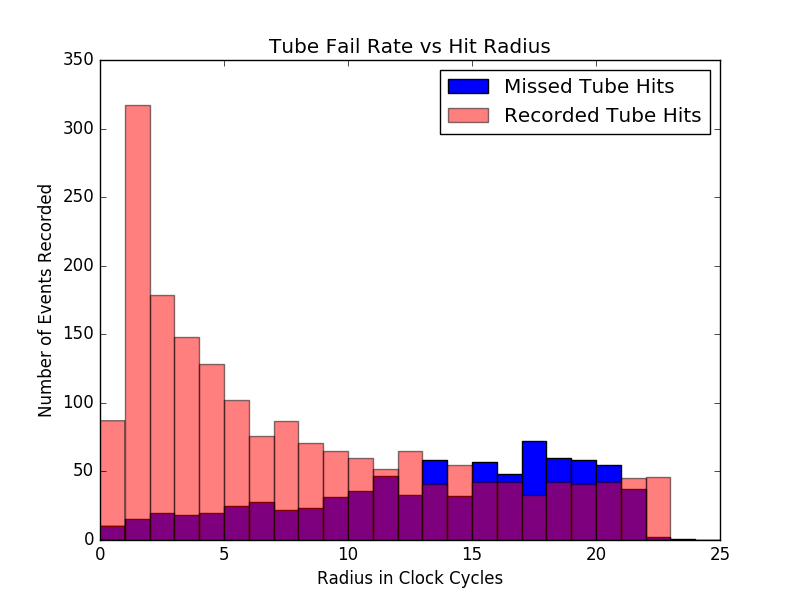 Tube Fail Rate vs Hit Radius
350
300
250
200
150
100
50
0
Number of Events Recorded
Missed Tube Hits
Recorded Tube Hits
0 5 10 15 20 25
Radius in Clock Cycles